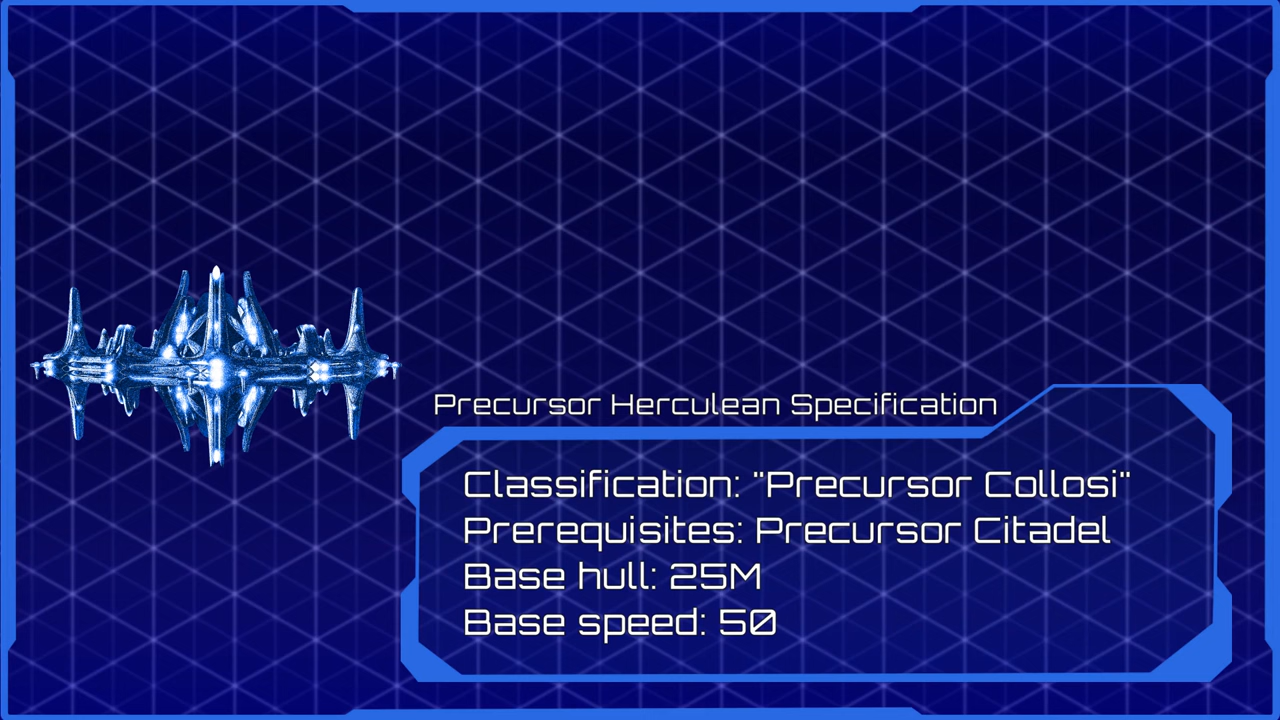 Precursor Herculean Specification
Classification: "Precursor Collosi"
Prerequisites: Precursor Citadel
Base hull: 25M
Base speed: 50